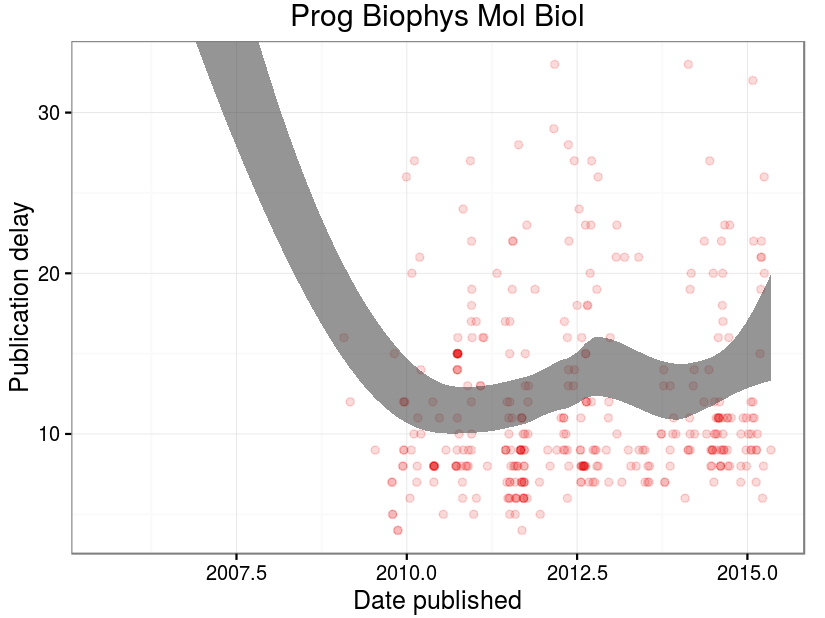 Prog Biophys Mol Biol
Publication delay
30
20
10
2007.5 2010.0 2012.5 2015.0
Date published